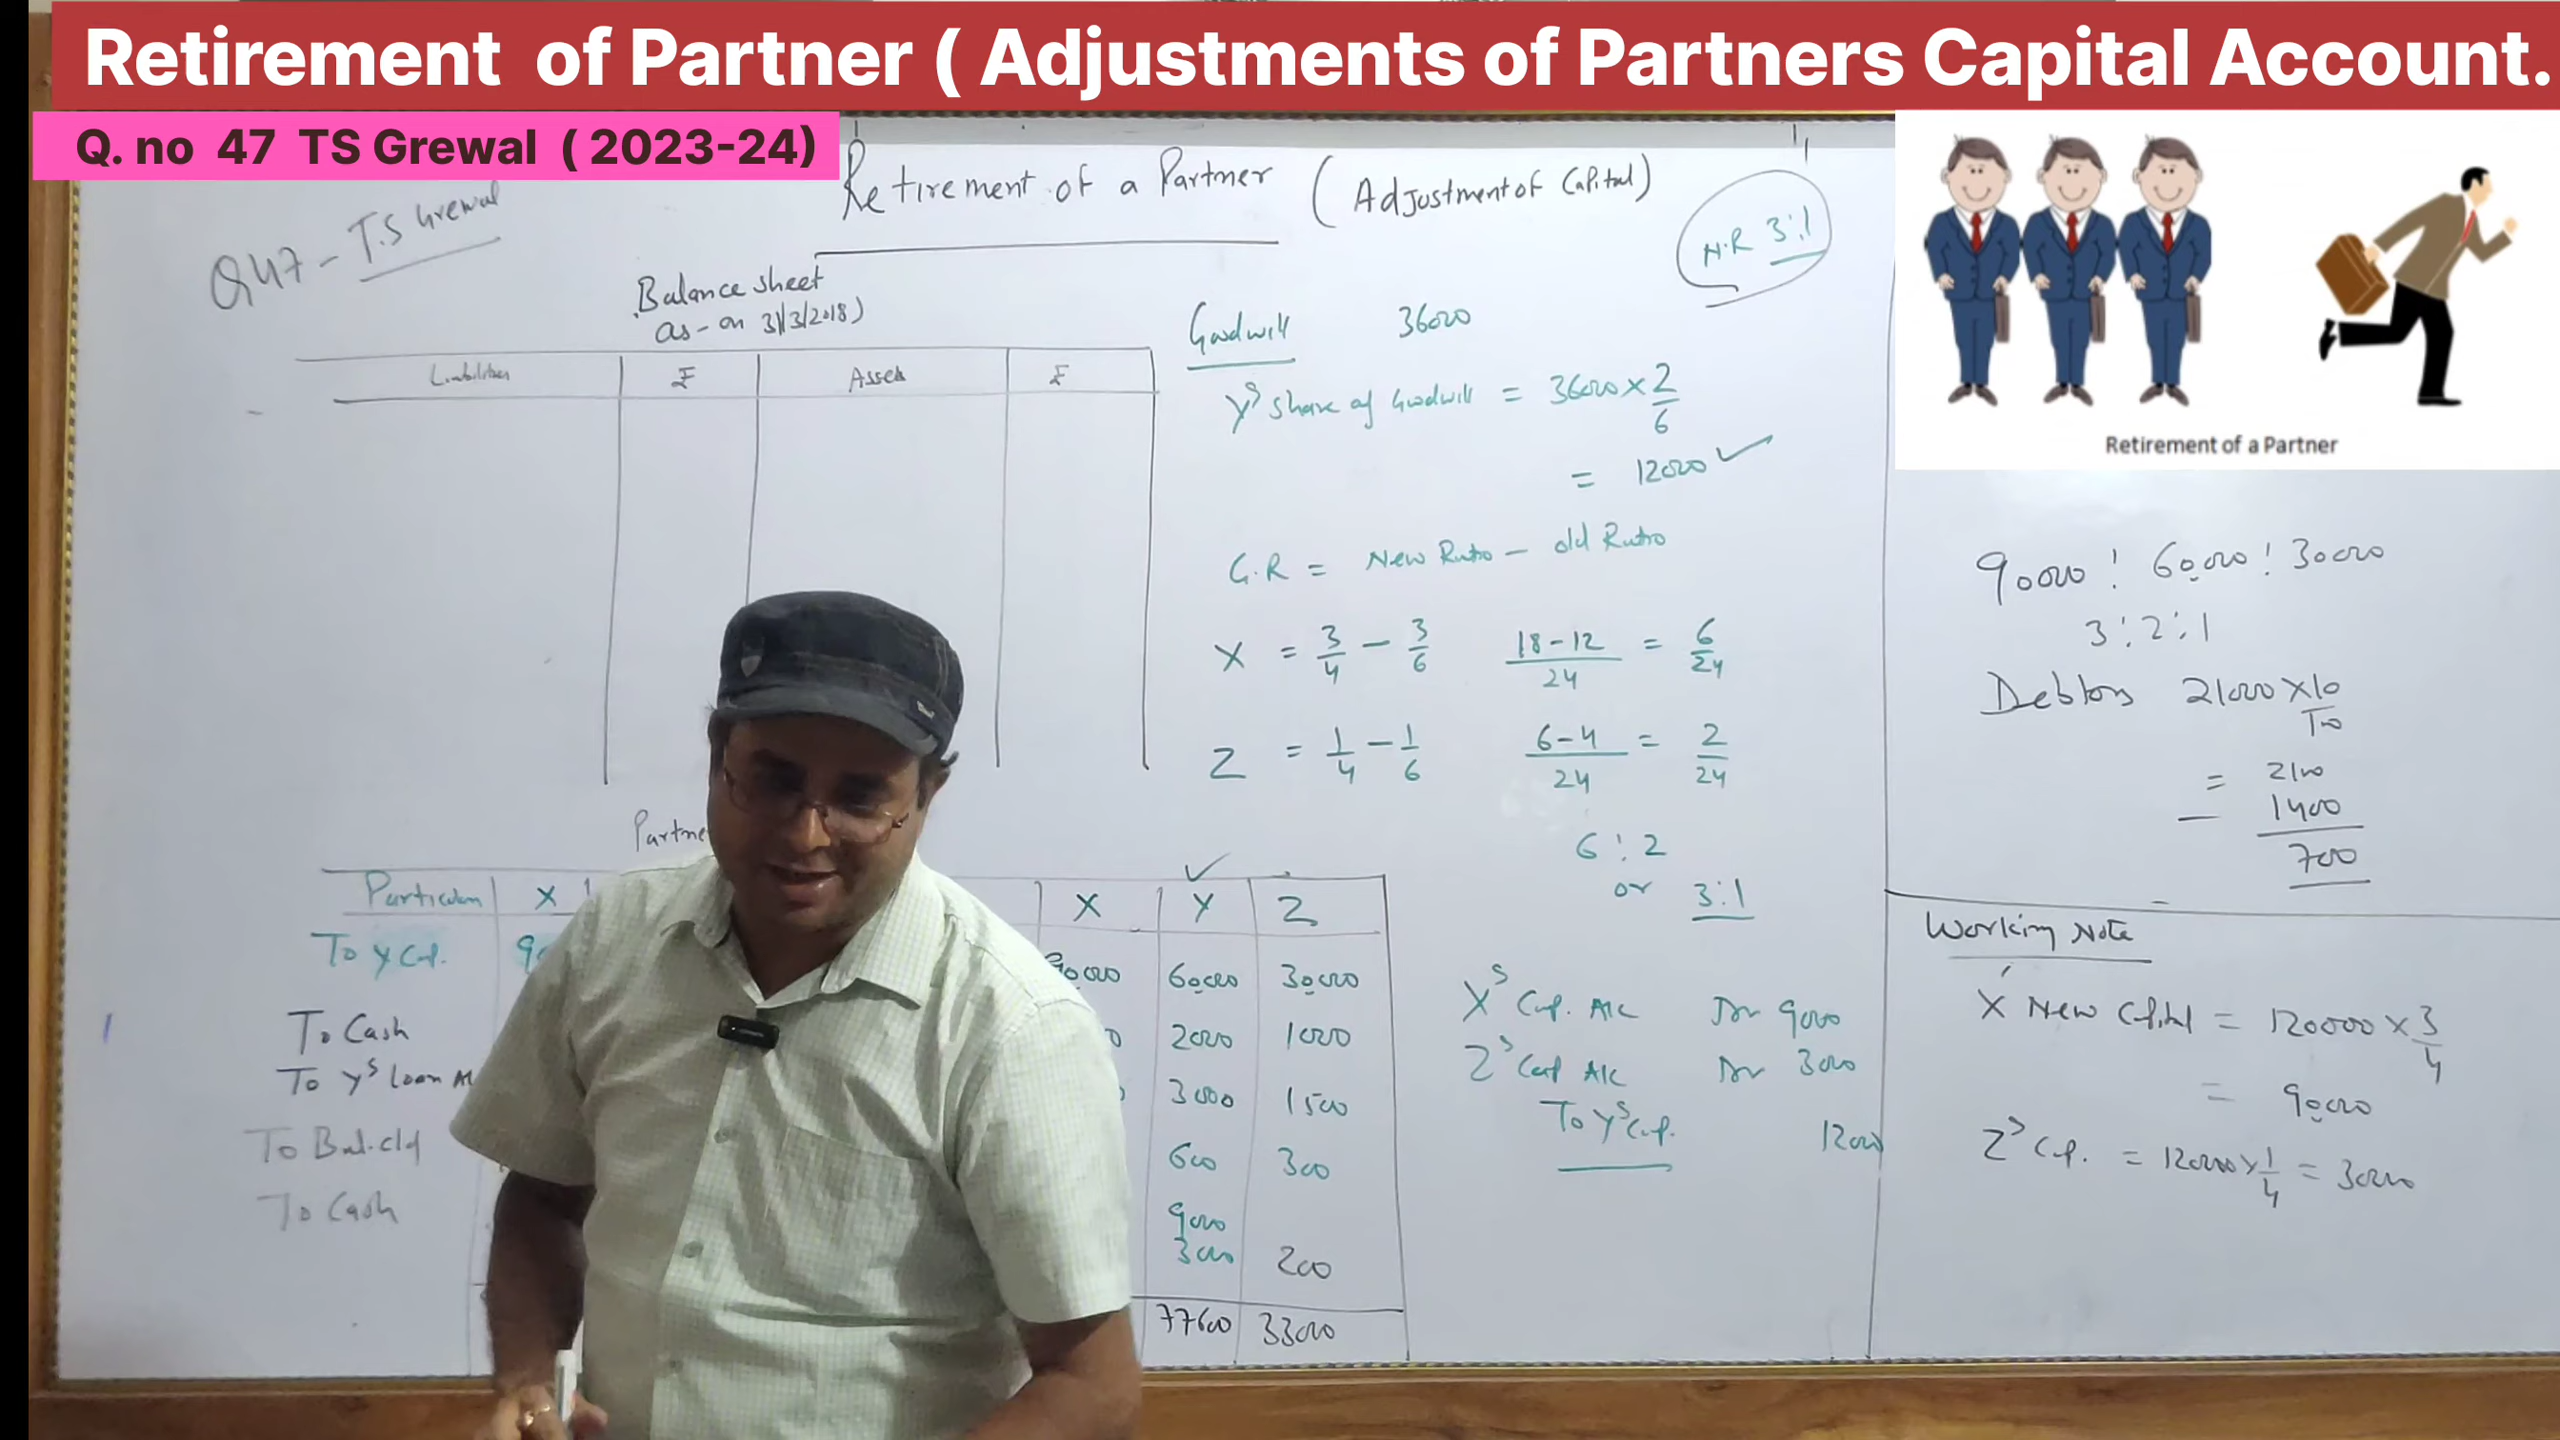 Retirement of Partner ( Adjustments of Partners Capital Account.
Q. no 47 TS Grewal ( 2023-24)
Retirement of a Partner ( Adjustment of Capital)
N.R 3:1
Q47 - T.S Grewal
Balance sheet
as - on 31/3/2018)
Liabilities ₹ Assets ₹
Goodwill 36000
Y's share of Goodwill = 36000 × 2/6
= 12000 ✓
G.R = New Ratio - old Ratio
X = 3/4 - 3/6 18-12/24 = 6/24
Z = 1/4 - 1/6 6-4/24 = 2/24
6 : 2
or 3:1
X's Cap. A/c Dr 9000
Z's Cap A/c Dr 3000
To Y's Cap. 12000
Retirement of a Partner
90000 : 60000 : 30000
3 : 2 : 1
Debtors 21000 × 10/100
= 2100
- 1400
700
Working Note
X New Capital = 120000 × 3/4
= 90000
Z's Cap. = 120000 × 1/4 = 30000
Partne
Particulars X
X Y Z
To Y Cap.
90000 60000 30000
To Cash
2000 1000
To Y's loan A/c
3000 1500
To Bal. c/d
600 300
To Cash
9000
3000 200
77600 33000